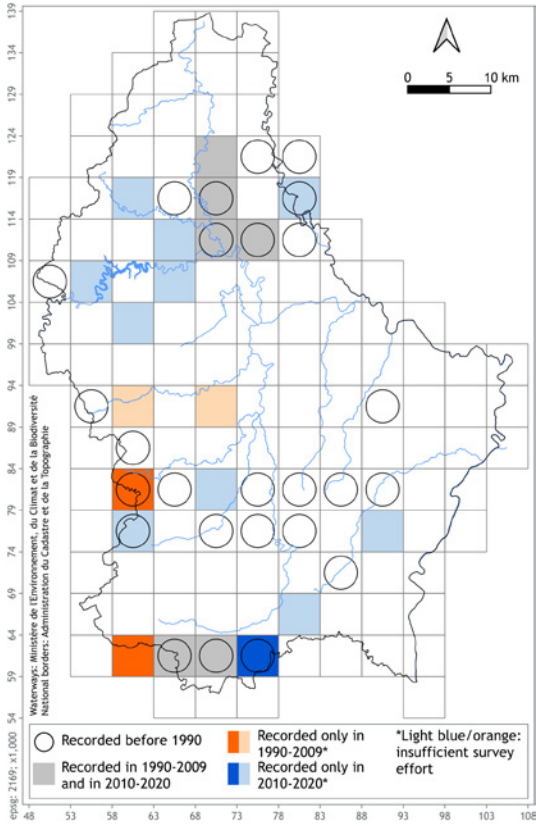 139
134
129
124
119
114
109
104
99
94
89
84
79
74
69
64
59
54
0 5 10 km
Waterways: Ministère de l'Environnement, du Climat et de la Biodiversité
National borders: Administration du Cadastre et de la Topographie
epsg: 2169; x1,000
Recorded before 1990
Recorded in 1990-2009
and in 2010-2020
Recorded only in
1990-2009*
Recorded only in
2010-2020*
*Light blue/orange:
insufficient survey
effort
48 53 58 63 68 73 78 83 88 93 98 103 108